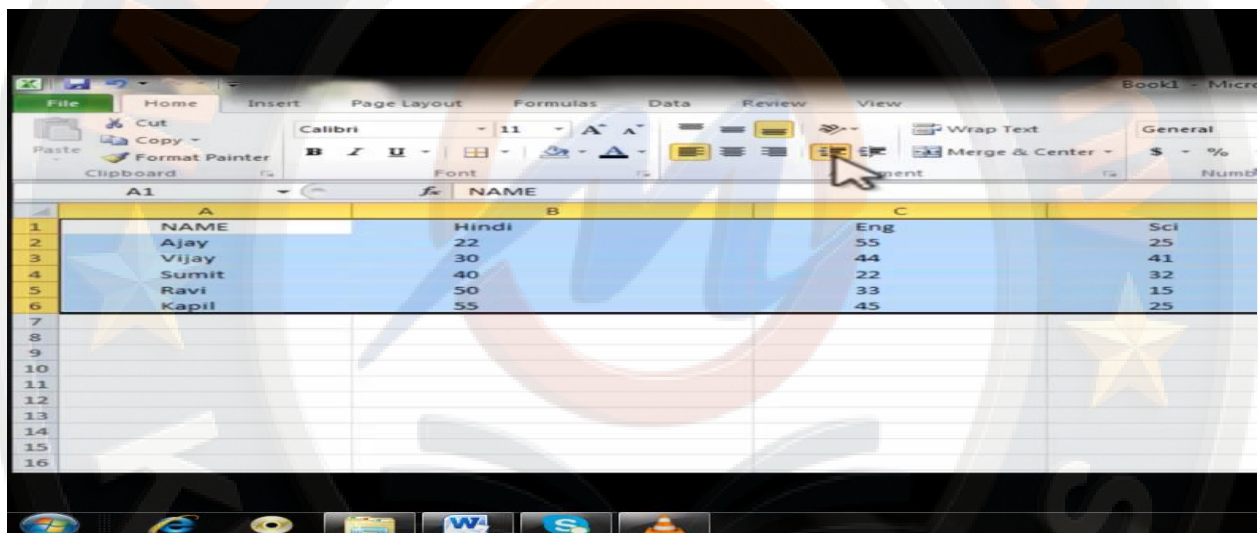 Book1 - Micro
File Home Insert Page Layout Formulas Data Review View
Cut
Copy
Format Painter
Paste
Calibri 11 A A
B I U A
Wrap Text
Merge & Center
General
$ %
Clipboard Font Numb
A1 fx NAME
A B C
1 NAME Hindi Eng Sci
2 Ajay 22 55 25
3 Vijay 30 44 41
4 Sumit 40 22 32
5 Ravi 50 33 15
6 Kapil 55 45 25
7
8
9
10
11
12
13
14
15
16